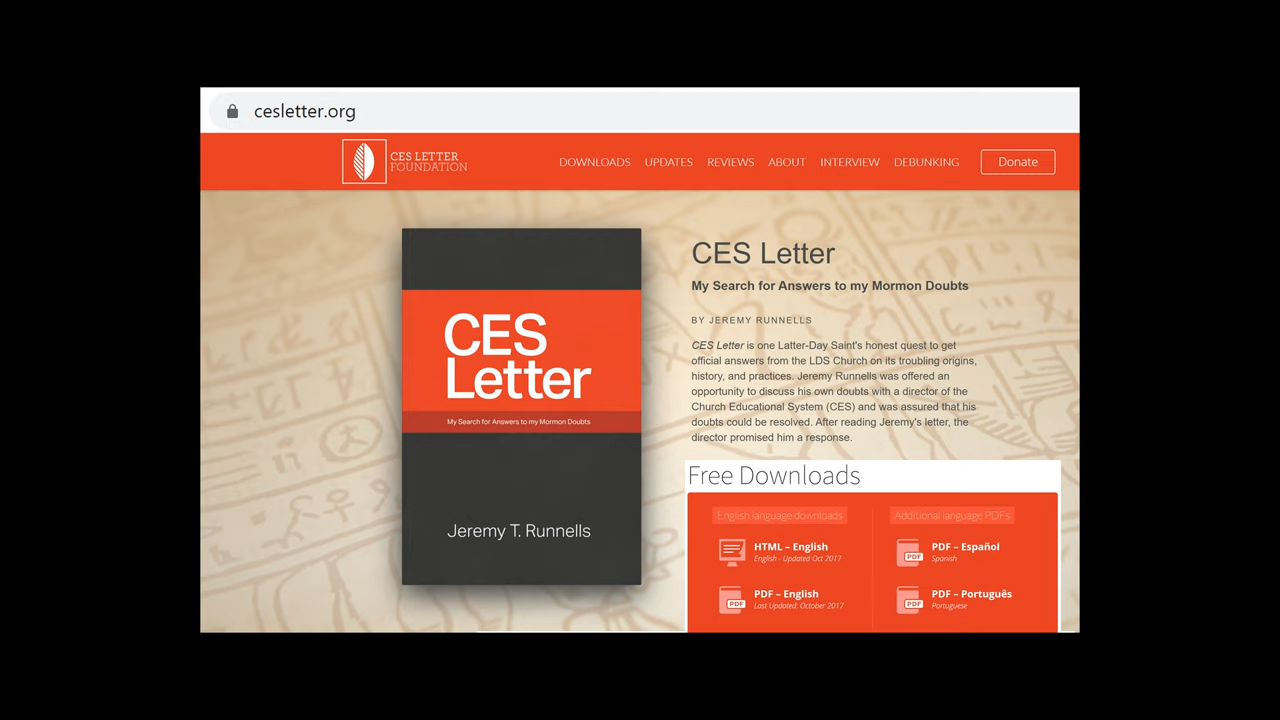 cesletter.org
CES LETTER
FOUNDATION
DOWNLOADS UPDATES REVIEWS ABOUT INTERVIEW DEBUNKING Donate
CES
Letter
My Search for Answers to my Mormon Doubts
Jeremy T. Runnells
CES Letter
My Search for Answers to my Mormon Doubts
BY JEREMY RUNNELLS
CES Letter is one Latter-Day Saint's honest quest to get
official answers from the LDS Church on its troubling origins,
history, and practices. Jeremy Runnells was offered an
opportunity to discuss his own doubts with a director of the
Church Educational System (CES) and was assured that his
doubts could be resolved. After reading Jeremy's letter, the
director promised him a response.
Free Downloads
English language downloads
HTML – English
English - Updated Oct 2017
PDF
PDF – English
Last Updated: October 2017
Additional language PDFs
PDF
PDF – Español
Spanish
PDF
PDF – Português
Portuguese